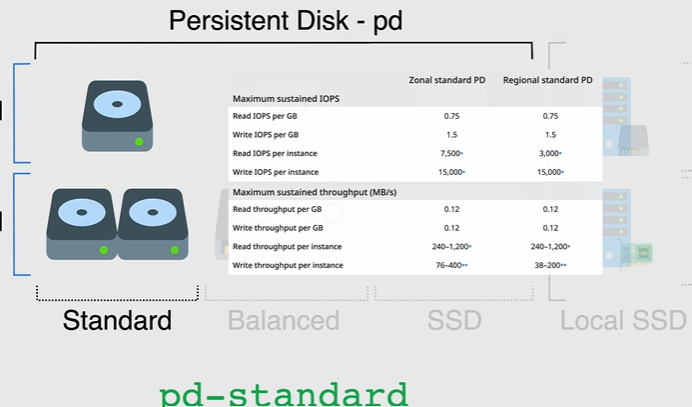 Persistent Disk - pd
Zonal standard PD Regional standard PD
Maximum sustained IOPS
Read IOPS per GB 0.75 0.75
Write IOPS per GB 1.5 1.5
Read IOPS per instance 7,500* 3,000*
Write IOPS per instance 15,000* 15,000*
Maximum sustained throughput (MB/s)
Read throughput per GB 0.12 0.12
Write throughput per GB 0.12 0.12
Read throughput per instance 240–1,200* 240–1,200*
Write throughput per instance 76–400** 38–200**
Standard Balanced SSD Local SSD
pd-standard